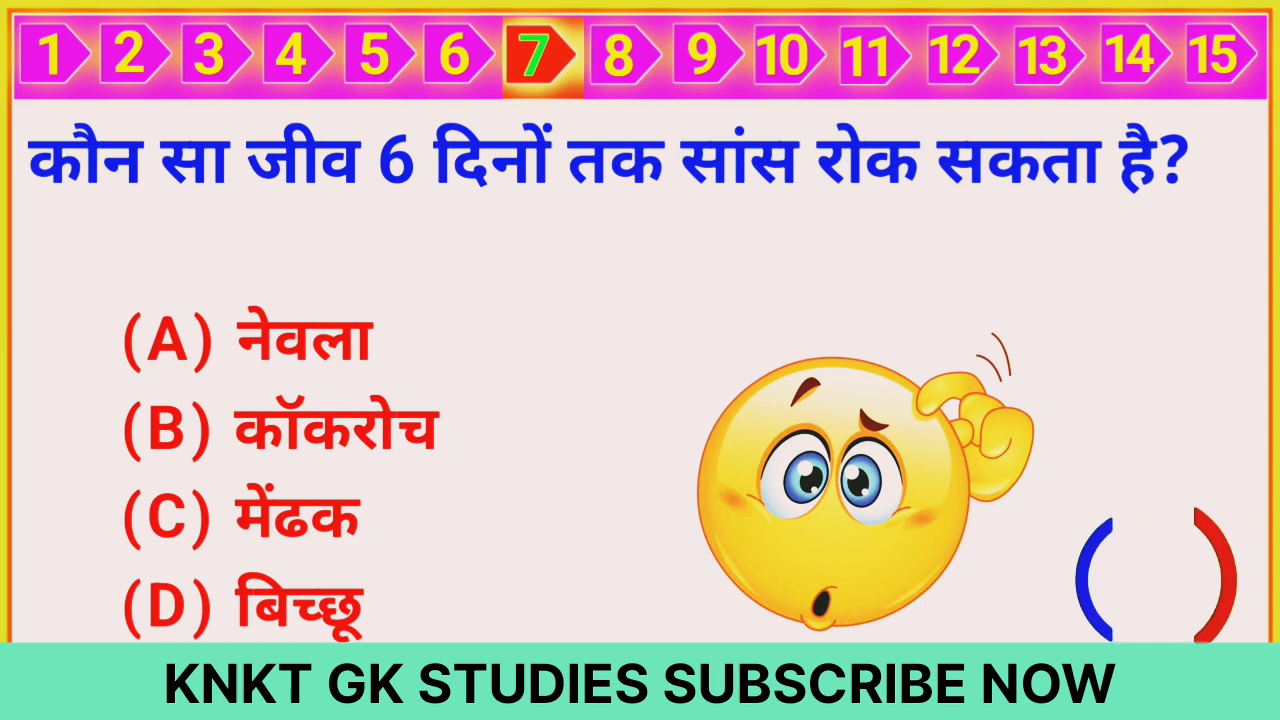 1 2 3 4 5 6 7 8 9 10 11 12 13 14 15
कौन सा जीव 6 दिनों तक सांस रोक सकता है?
(A) नेवला
(B) कॉकरोच
(C) मेंढक
(D) बिच्छू
KNKT GK STUDIES SUBSCRIBE NOW